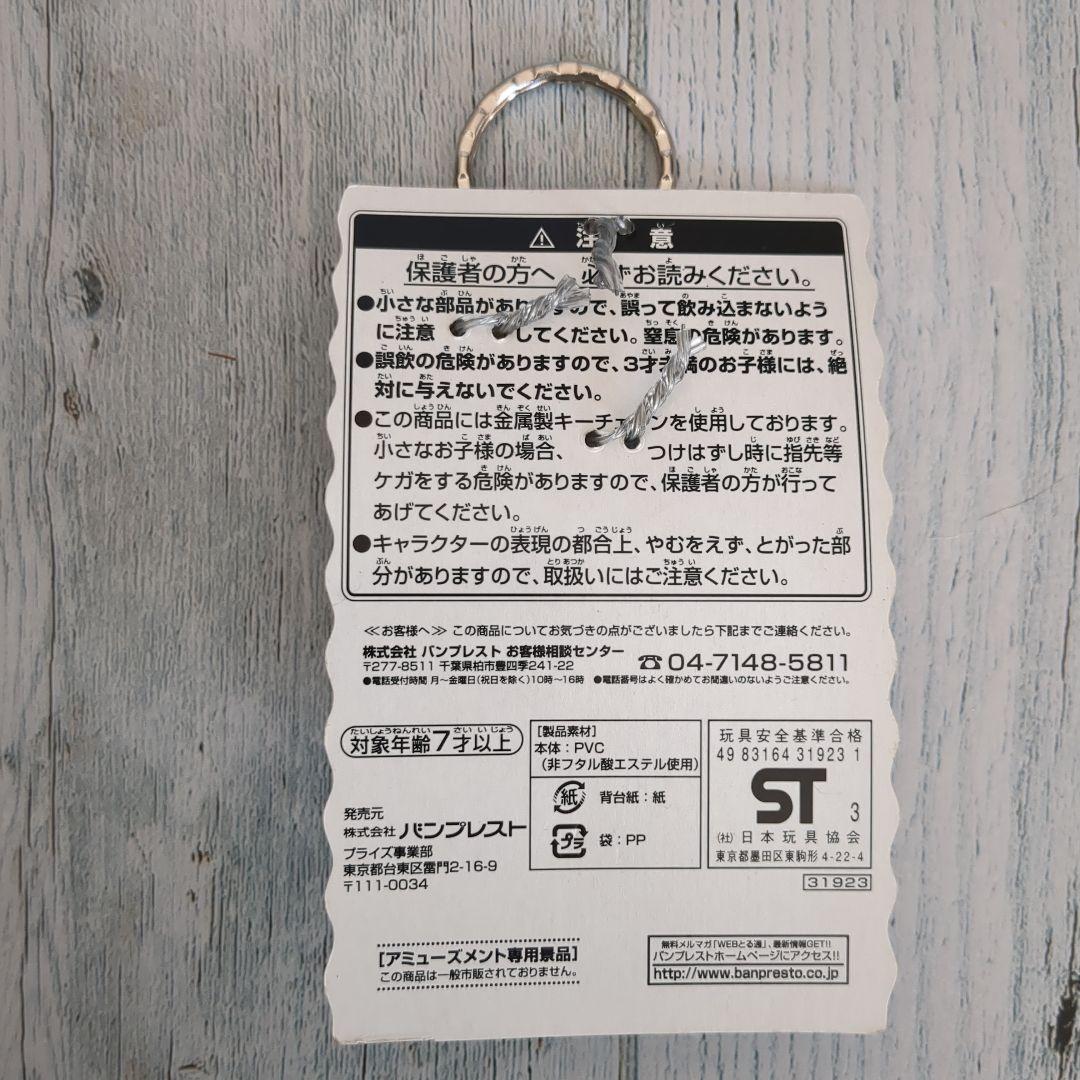 ⚠ 注 意
保護者の方へ 必ずお読みください。
●小さな部品がありますので、誤って飲み込まないよう
に注意 してください。窒息の危険があります。
●誤飲の危険がありますので、3才未満のお子様には、絶
対に与えないでください。
●この商品には金属製キーチェーンを使用しております。
小さなお子様の場合、 つけはずし時に指先等
ケガをする危険がありますので、保護者の方が行って
あげてください。
●キャラクターの表現の都合上、やむをえず、とがった部
分がありますので、取扱いにはご注意ください。
≪お客様へ≫ この商品についてお気づきの点がございましたら下記までご連絡ください。
株式会社 バンプレスト お客様相談センター
〒277-8511 千葉県柏市豊四季241-22
☎04-7148-5811
●電話受付時間 月〜金曜日(祝日を除く)10時〜16時 ●電話番号はよく確かめてお間違いのないようご注意ください。
対象年齢7才以上
発売元
株式会社 バンプレスト
プライズ事業部
東京都台東区雷門2-16-9
〒111-0034
[製品素材]
本体:PVC
(非フタル酸エステル使用)
紙 背台紙:紙
プラ 袋:PP
玩具安全基準合格
49 83164 31923 1
ST 3
(社)日本玩具協会
東京都墨田区東駒形4-22-4
31923
[アミューズメント専用景品]
この商品は一般市販されておりません。
無料メルマガ「WEBとる通」、最新情報GET!!
バンプレストホームページにアクセス!!
http://www.banpresto.co.jp